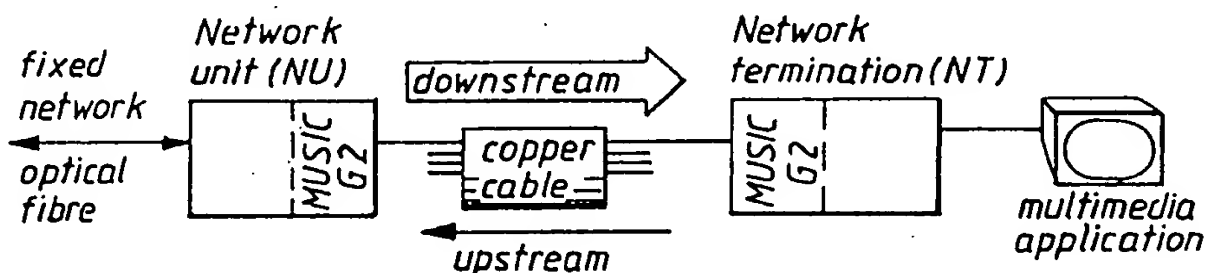 fixed
network
optical
fibre
Network
unit (NU)
MUSIC
G2
downstream
copper
cable
upstream
Network
termination (NT)
MUSIC
G2
multimedia
application